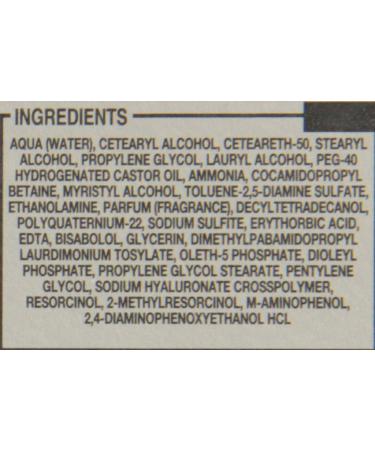 INGREDIENTS
AQUA (WATER), CETEARYL ALCOHOL, CETEARETH-50, STEARYL
ALCOHOL, PROPYLENE GLYCOL, LAURYL ALCOHOL, PEG-40
HYDROGENATED CASTOR OIL, AMMONIA, COCAMIDOPROPYL
BETAINE, MYRISTYL ALCOHOL, TOLUENE-2,5-DIAMINE SULFATE,
ETHANOLAMINE, PARFUM (FRAGRANCE), DECYLTETRADECANOL,
POLYQUATERNIUM-22, SODIUM SULFITE, ERYTHORBIC ACID,
EDTA, BISABOLOL, GLYCERIN, DIMETHYLPABAMIDOPROPYL
LAURDIMONIUM TOSYLATE, OLETH-5 PHOSPHATE, DIOLEYL
PHOSPHATE, PROPYLENE GLYCOL STEARATE, PENTYLENE
GLYCOL, SODIUM HYALURONATE CROSSPOLYMER,
RESORCINOL, 2-METHYLRESORCINOL, M-AMINOPHENOL,
2,4-DIAMINOPHENOXYETHANOL HCL